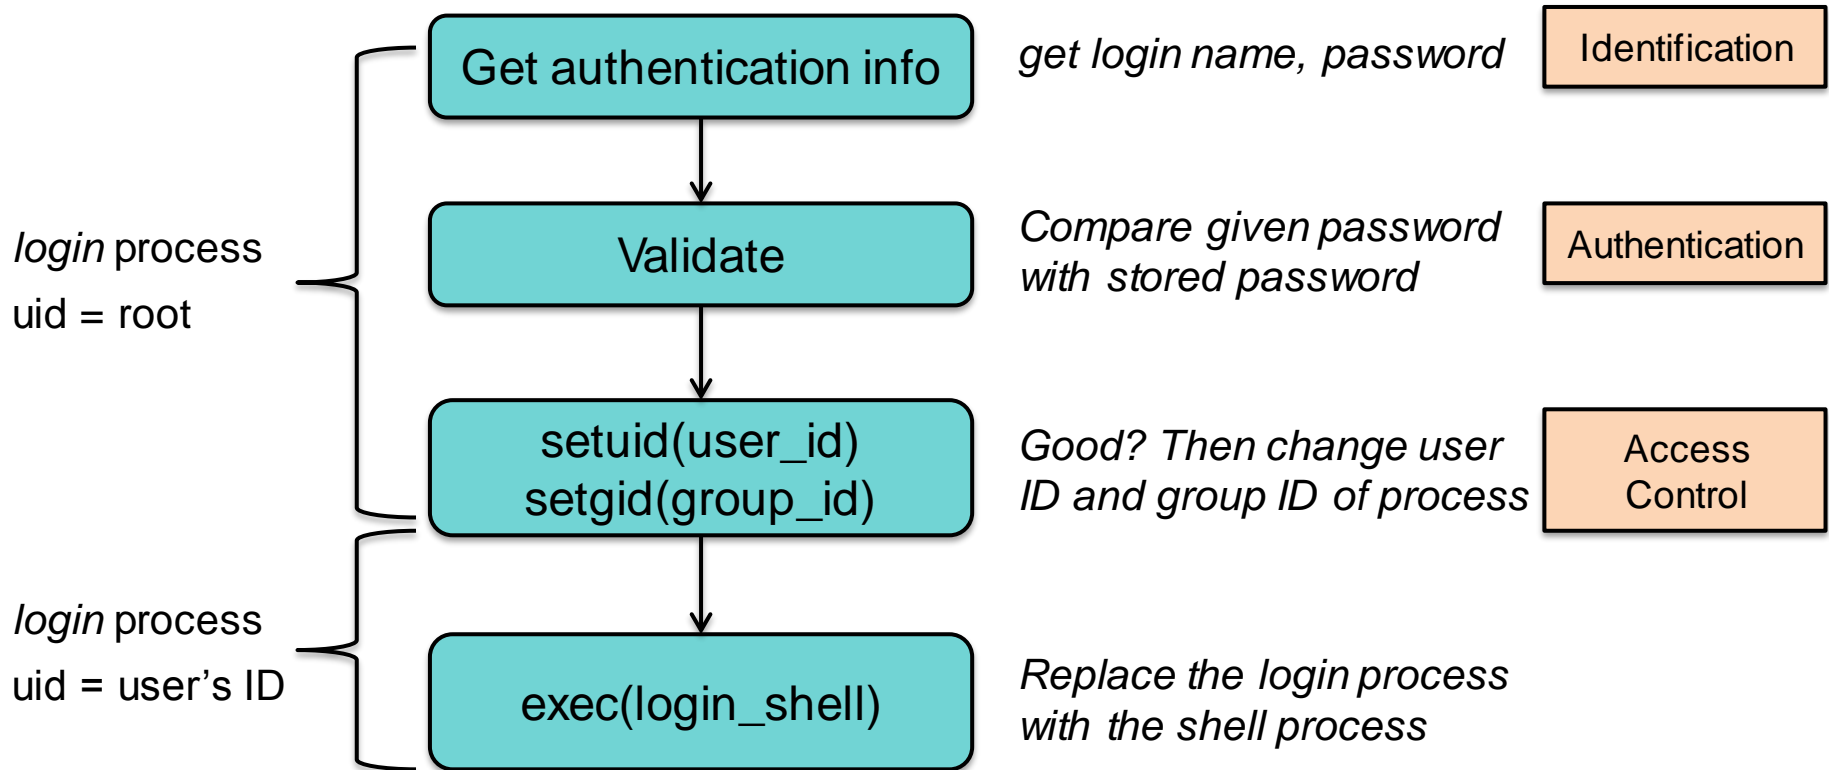 Get authentication info
get login name, password
Identification
login process
uid = root
Validate
Compare given password
with stored password
Authentication
setuid(user_id)
setgid(group_id)
Good? Then change user
ID and group ID of process
Access
Control
login process
uid = user’s ID
exec(login_shell)
Replace the login process
with the shell process